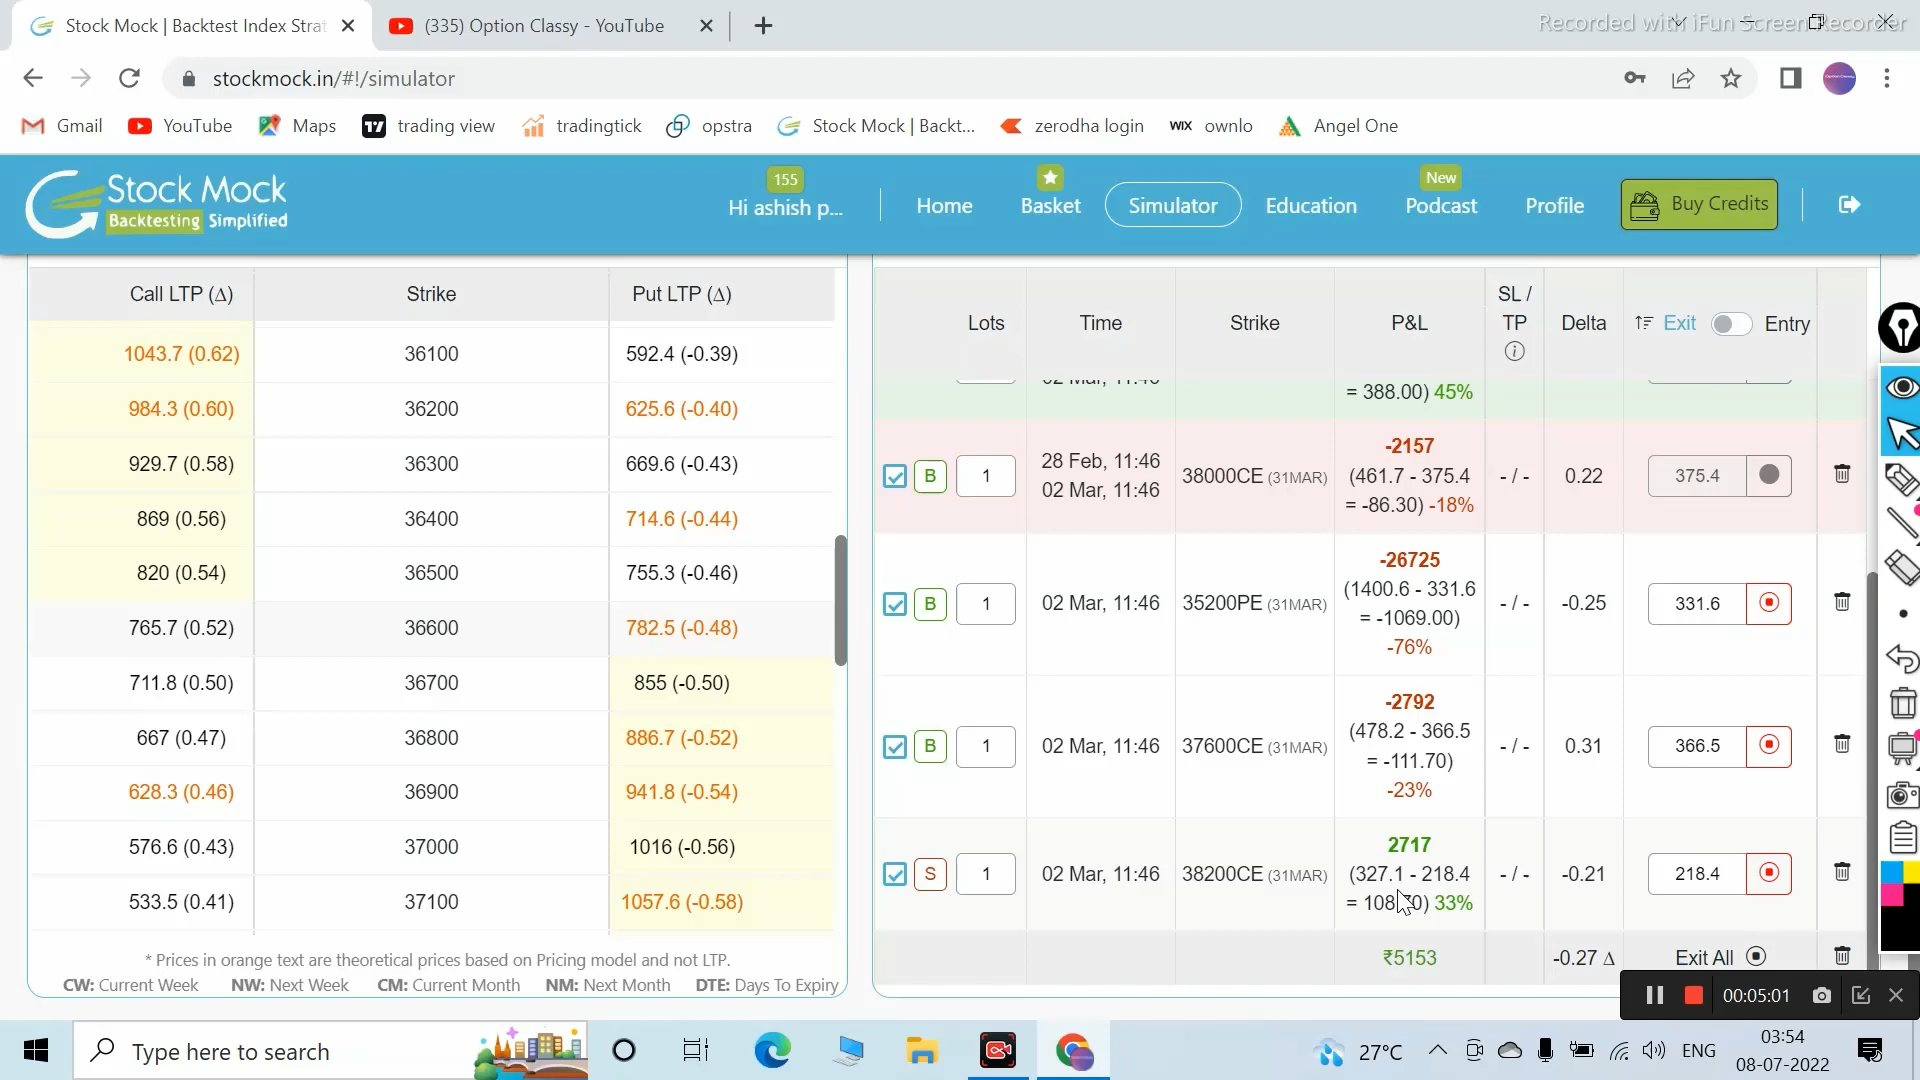 Stock Mock | Backtest Index Strat
(335) Option Classy - YouTube
Recorded with iFun Screen Recorder
stockmock.in/#!/simulator
Gmail YouTube Maps trading view tradingtick opstra Stock Mock | Backt... zerodha login WIX ownlo Angel One
Stock Mock
Backtesting Simplified
155
Hi ashish p...
Home
Basket
Simulator
Education
New
Podcast
Profile
Buy Credits
Call LTP (Δ) Strike Put LTP (Δ)
1043.7 (0.62) 36100 592.4 (-0.39)
984.3 (0.60) 36200 625.6 (-0.40)
929.7 (0.58) 36300 669.6 (-0.43)
869 (0.56) 36400 714.6 (-0.44)
820 (0.54) 36500 755.3 (-0.46)
765.7 (0.52) 36600 782.5 (-0.48)
711.8 (0.50) 36700 855 (-0.50)
667 (0.47) 36800 886.7 (-0.52)
628.3 (0.46) 36900 941.8 (-0.54)
576.6 (0.43) 37000 1016 (-0.56)
533.5 (0.41) 37100 1057.6 (-0.58)
* Prices in orange text are theoretical prices based on Pricing model and not LTP.
CW: Current Week NW: Next Week CM: Current Month NM: Next Month DTE: Days To Expiry
Lots Time Strike P&L SL / TP Delta Exit Entry
= 388.00) 45%
B 1 28 Feb, 11:46 02 Mar, 11:46 38000CE (31MAR) -2157 (461.7 - 375.4 = -86.30) -18% - / - 0.22 375.4
B 1 02 Mar, 11:46 35200PE (31MAR) -26725 (1400.6 - 331.6 = -1069.00) -76% - / - -0.25 331.6
B 1 02 Mar, 11:46 37600CE (31MAR) -2792 (478.2 - 366.5 = -111.70) -23% - / - 0.31 366.5
S 1 02 Mar, 11:46 38200CE (31MAR) 2717 (327.1 - 218.4 = 33% - / - -0.21 218.4
₹5153 -0.27 Δ Exit All
00:05:01
Type here to search
27°C ENG
03:54
08-07-2022